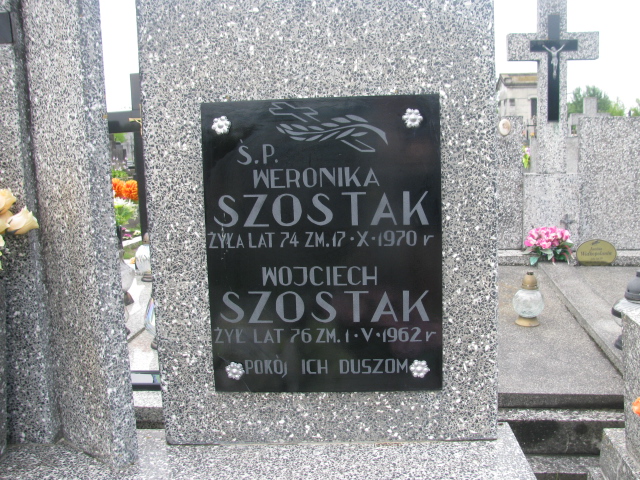 Ś.P.
WERONIKA
SZOSTAK
ŻYŁA LAT 74 ZM. 17 · X · 1970 r
WOJCIECH
SZOSTAK
ŻYŁ LAT 76 ZM. 1 · V · 1962 r
POKÓJ ICH DUSZOM